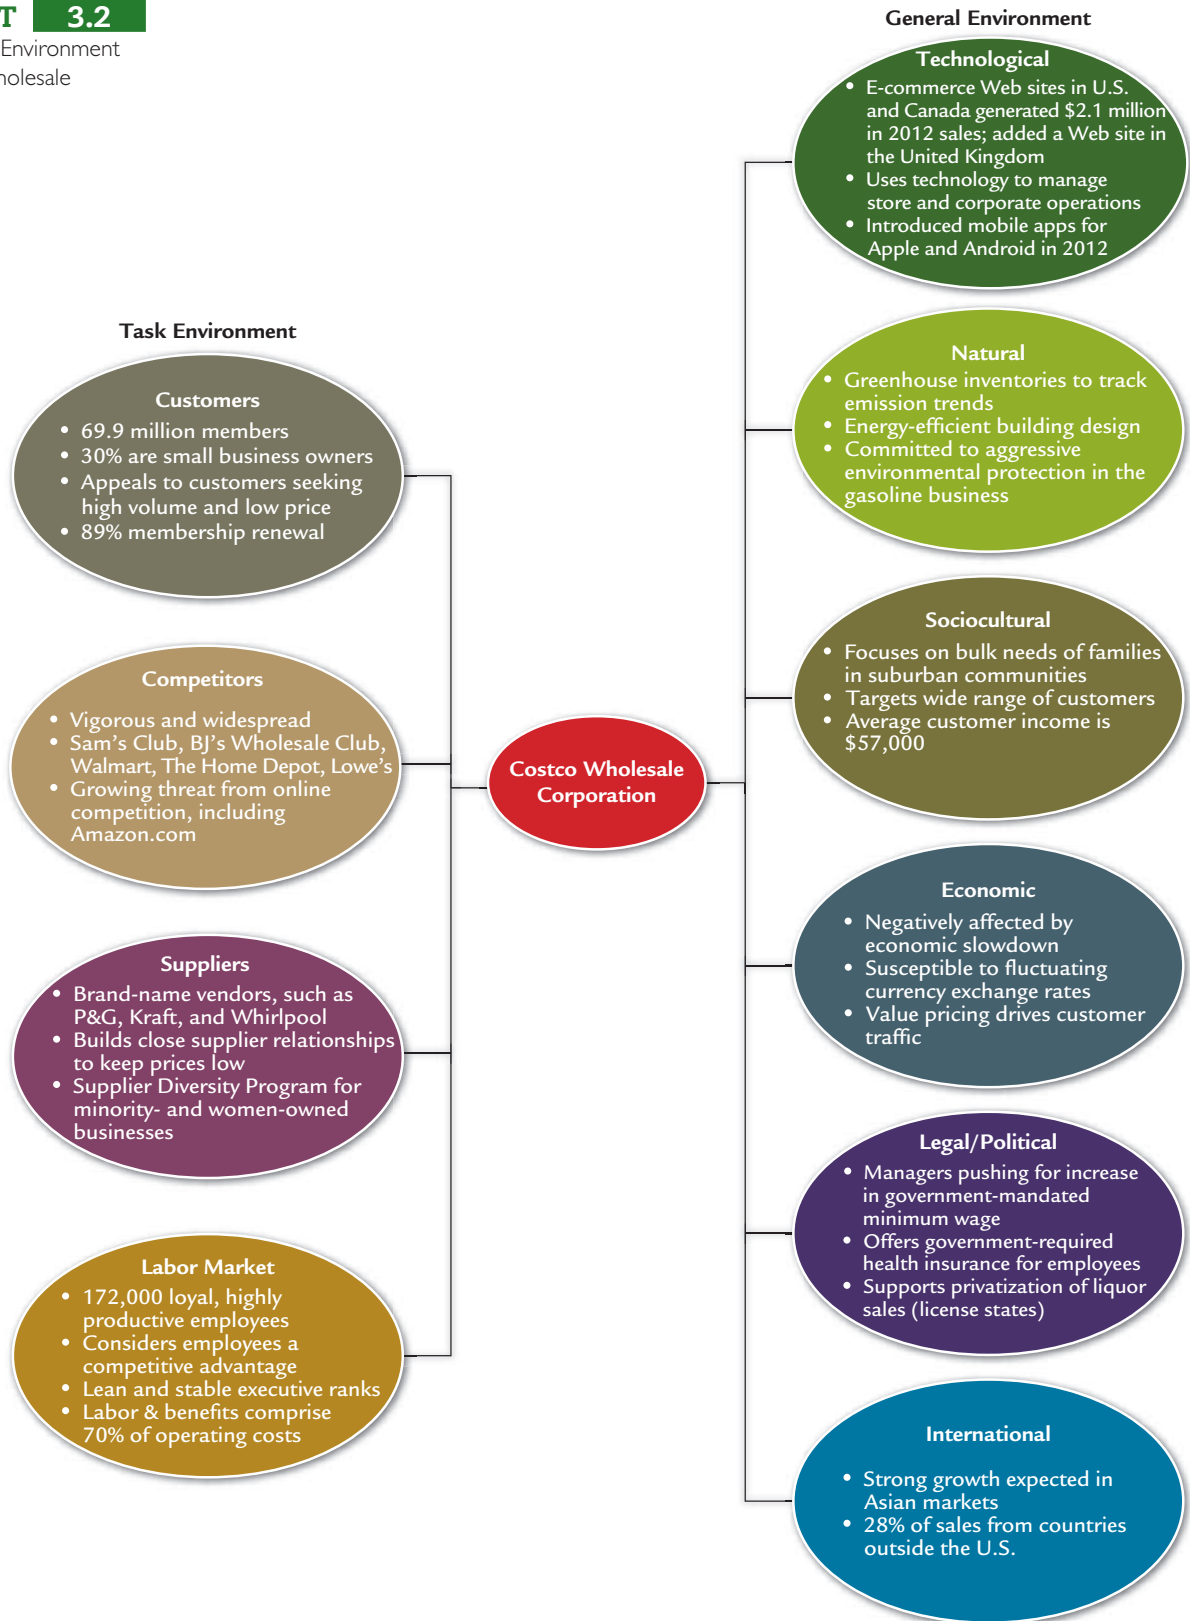 T 3.2
Environment
holesale
General Environment
Technological
• E-commerce Web sites in U.S.
and Canada generated $2.1 million
in 2012 sales; added a Web site in
the United Kingdom
• Uses technology to manage
store and corporate operations
• Introduced mobile apps for
Apple and Android in 2012
Natural
• Greenhouse inventories to track
emission trends
• Energy-efficient building design
• Committed to aggressive
environmental protection in the
gasoline business
Sociocultural
• Focuses on bulk needs of families
in suburban communities
• Targets wide range of customers
• Average customer income is
$57,000
Economic
• Negatively affected by
economic slowdown
• Susceptible to fluctuating
currency exchange rates
• Value pricing drives customer
traffic
Legal/Political
• Managers pushing for increase
in government-mandated
minimum wage
• Offers government-required
health insurance for employees
• Supports privatization of liquor
sales (license states)
International
• Strong growth expected in
Asian markets
• 28% of sales from countries
outside the U.S.
Task Environment
Customers
• 69.9 million members
• 30% are small business owners
• Appeals to customers seeking
high volume and low price
• 89% membership renewal
Competitors
• Vigorous and widespread
• Sam's Club, BJ's Wholesale Club,
Walmart, The Home Depot, Lowe's
• Growing threat from online
competition, including
Amazon.com
Suppliers
• Brand-name vendors, such as
P&G, Kraft, and Whirlpool
• Builds close supplier relationships
to keep prices low
• Supplier Diversity Program for
minority- and women-owned
businesses
Labor Market
• 172,000 loyal, highly
productive employees
• Considers employees a
competitive advantage
• Lean and stable executive ranks
• Labor & benefits comprise
70% of operating costs
Costco Wholesale
Corporation